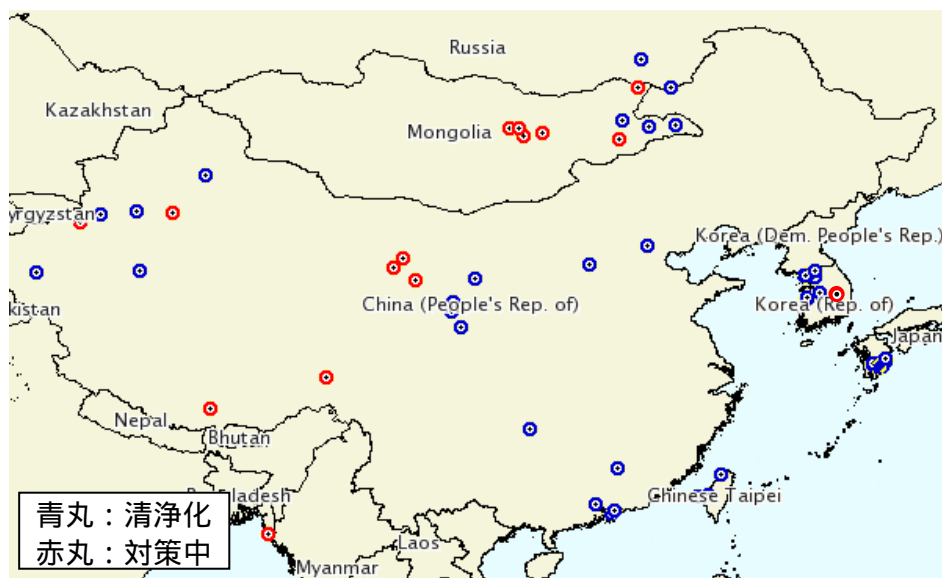 Russia
Kazakhstan
Mongolia
yrgyzstan
Korea (Dem. People's Rep.)
China (People's Rep. of)
Korea (Rep. of)
kistan
Japan
Nepal
Bhutan
Bangladesh
Chinese Taipei
青丸：清浄化
赤丸：対策中
Laos
Myanmar